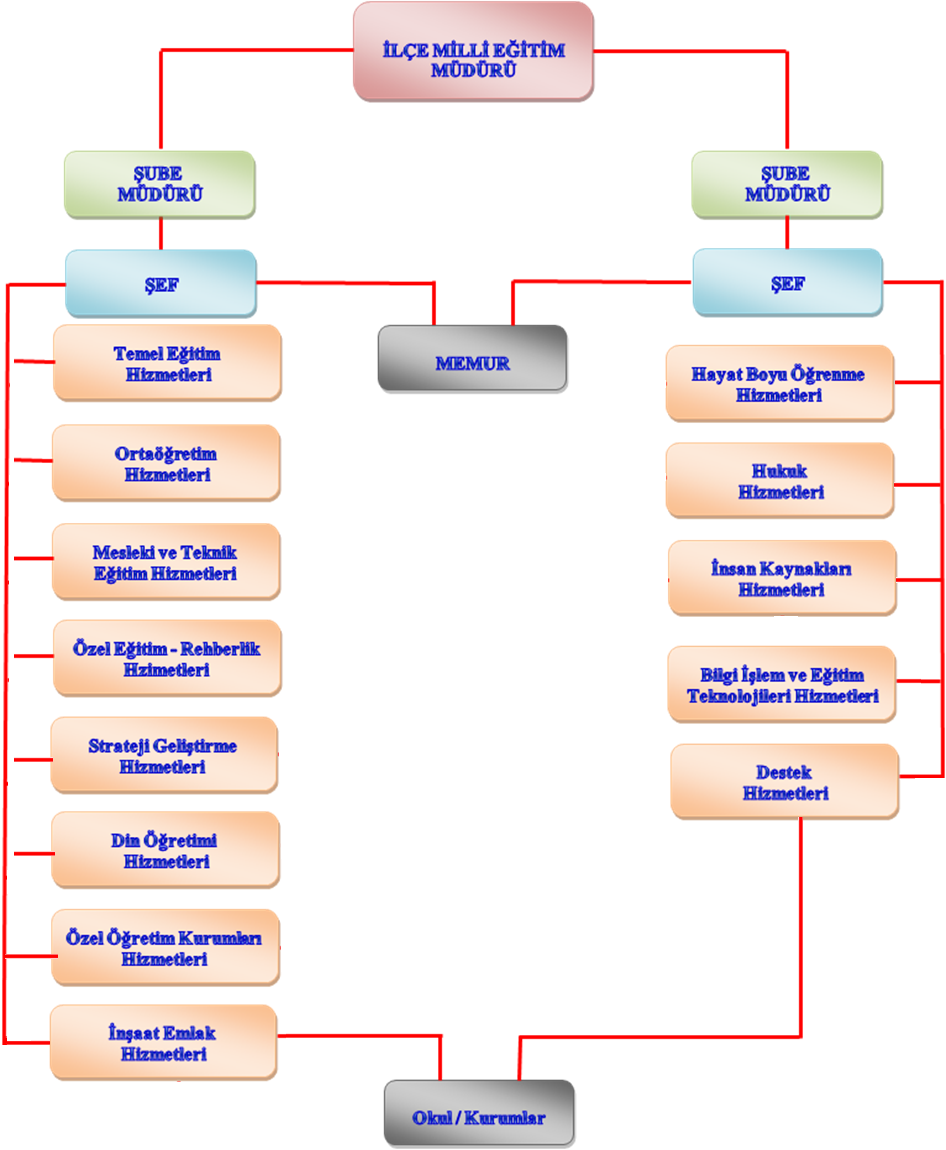 İLÇE MİLLİ EĞİTİM
MÜDÜRÜ
ŞUBE
MÜDÜRÜ
ŞUBE
MÜDÜRÜ
ŞEF
ŞEF
MEMUR
Temel Eğitim
Hizmetleri
Ortaöğretim
Hizmetleri
Mesleki ve Teknik
Eğitim Hizmetleri
Özel Eğitim - Rehberlik
Hzimetleri
Strateji Geliştirme
Hizmetleri
Din Öğretimi
Hizmetleri
Özel Öğretim Kurumları
Hizmetleri
İnşaat Emlak
Hizmetleri
Hayat Boyu Öğrenme
Hizmetleri
Hukuk
Hizmetleri
İnsan Kaynakları
Hizmetleri
Bilgi İşlem ve Eğitim
Teknolojileri Hizmetleri
Destek
Hizmetleri
Okul / Kurumlar